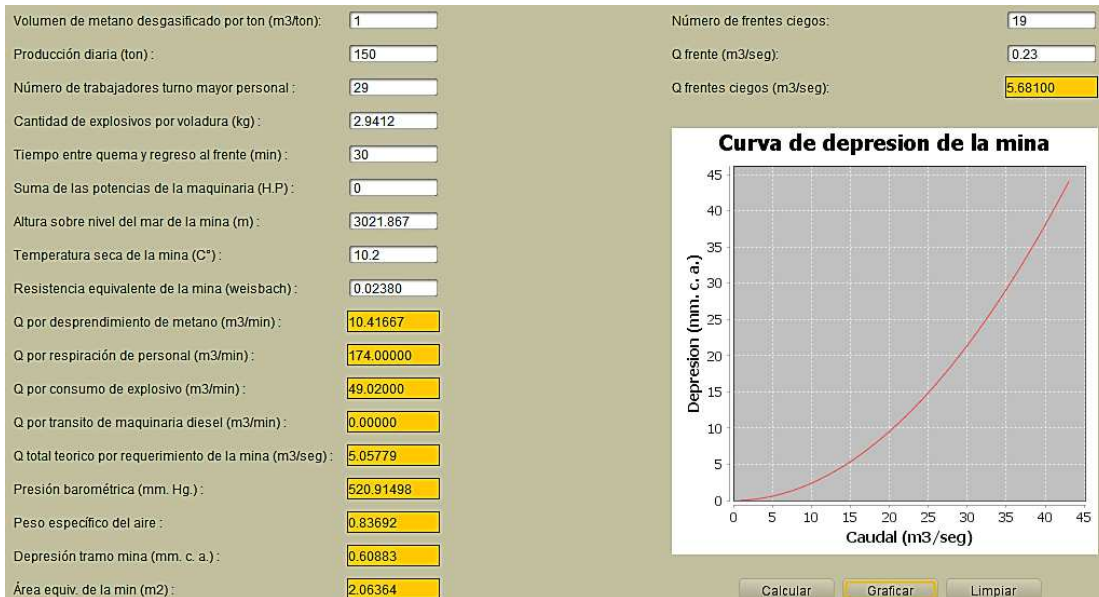 Volumen de metano desgasificado por ton (m3/ton): 1
Producción diaria (ton) : 150
Número de trabajadores turno mayor personal : 29
Cantidad de explosivos por voladura (kg) : 2.9412
Tiempo entre quema y regreso al frente (min) : 30
Suma de las potencias de la maquinaria (H.P) : 0
Altura sobre nivel del mar de la mina (m) : 3021.867
Temperatura seca de la mina (C°) : 10.2
Resistencia equivalente de la mina (weisbach) : 0.02380
Q por desprendimiento de metano (m3/min) : 10.41667
Q por respiración de personal (m3/min) : 174.00000
Q por consumo de explosivo (m3/min) : 49.02000
Q por transito de maquinaria diesel (m3/min) : 0.00000
Q total teorico por requerimiento de la mina (m3/seg) : 5.05779
Presión barométrica (mm. Hg.) : 520.91498
Peso específico del aire : 0.83692
Depresión tramo mina (mm. c. a.) : 0.60883
Área equiv. de la min (m2) : 2.06364
Número de frentes ciegos: 19
Q frente (m3/seg): 0.23
Q frentes ciegos (m3/seg): 5.68100
Curva de depresion de la mina
Depresion (mm. c. a.)
45
40
35
30
25
20
15
10
5
0
0 5 10 15 20 25 30 35 40 45
Caudal (m3/seg)
Calcular Graficar Limpiar